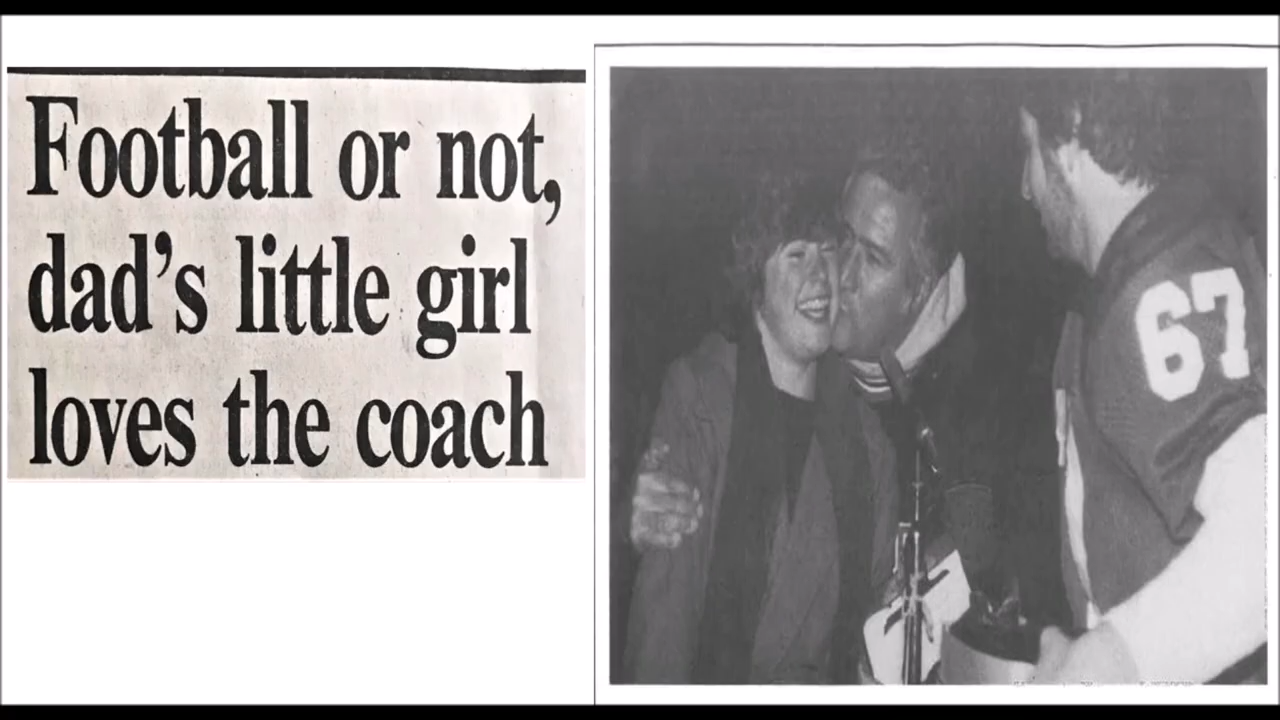 Football or not,
dad's little girl
loves the coach
67